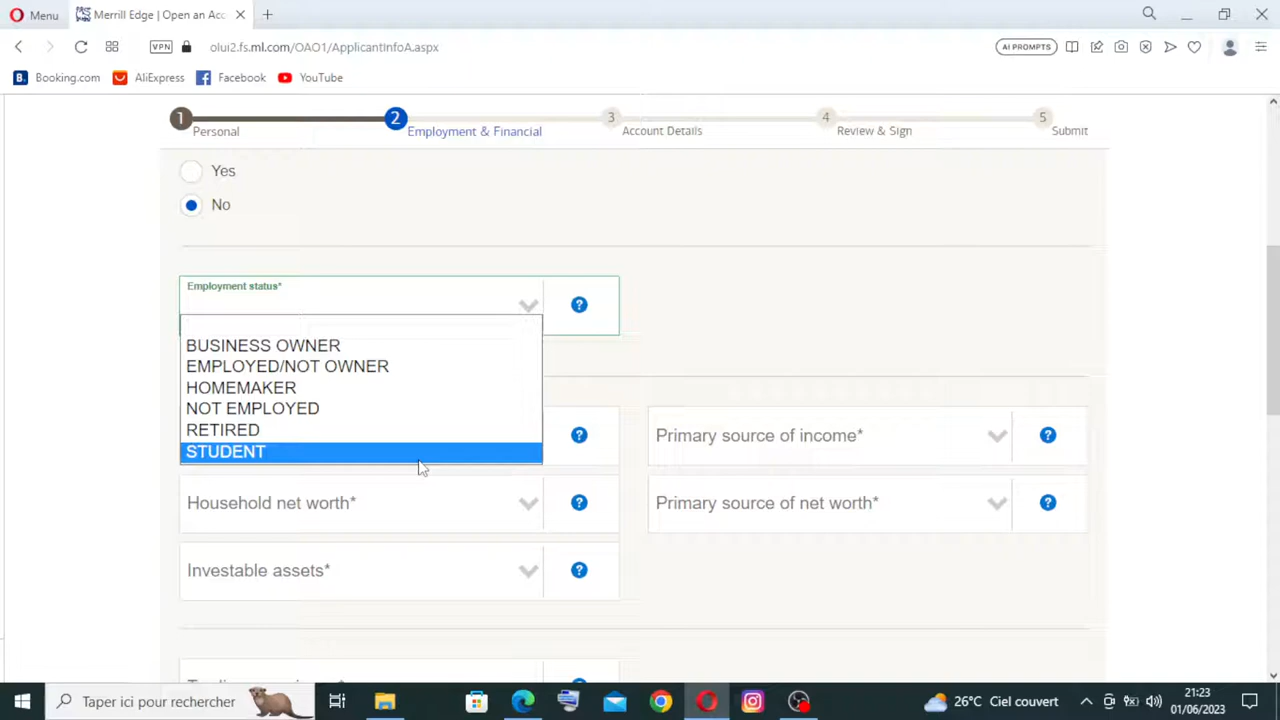 Menu
Merrill Edge | Open an Acc
VPN
olui2.fs.ml.com/OAO1/ApplicantInfoA.aspx
AI PROMPTS
B. Booking.com
AliExpress
Facebook
YouTube
1
2
3
4
5
Personal
Employment & Financial
Account Details
Review & Sign
Submit
Yes
No
Employment status*
?
BUSINESS OWNER
EMPLOYED/NOT OWNER
HOMEMAKER
NOT EMPLOYED
RETIRED
STUDENT
?
Primary source of income*
?
Household net worth*
?
Primary source of net worth*
?
Investable assets*
?
Taper ici pour rechercher
26°C Ciel couvert
21:23
01/06/2023